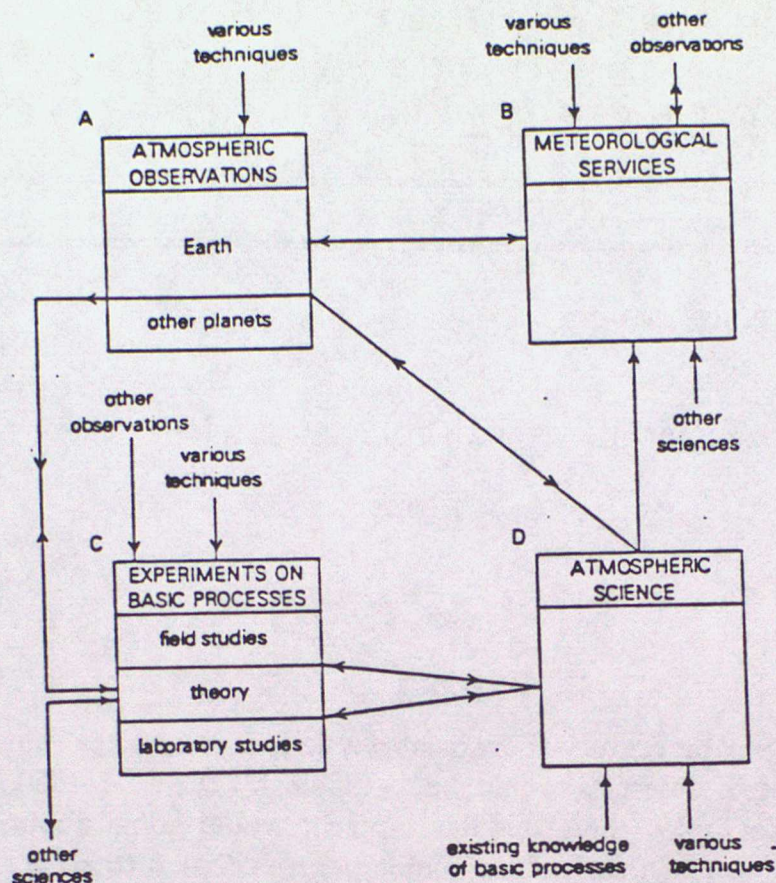 various
techniques
A
ATMOSPHERIC
OBSERVATIONS
Earth
other planets
various
techniques
other
observations
B
METEOROLOGICAL
SERVICES
other
sciences
other
observations
various
techniques
C
EXPERIMENTS ON
BASIC PROCESSES
field studies
theory
laboratory studies
other
sciences
D
ATMOSPHERIC
SCIENCE
existing knowledge
of basic processes
various
techniques